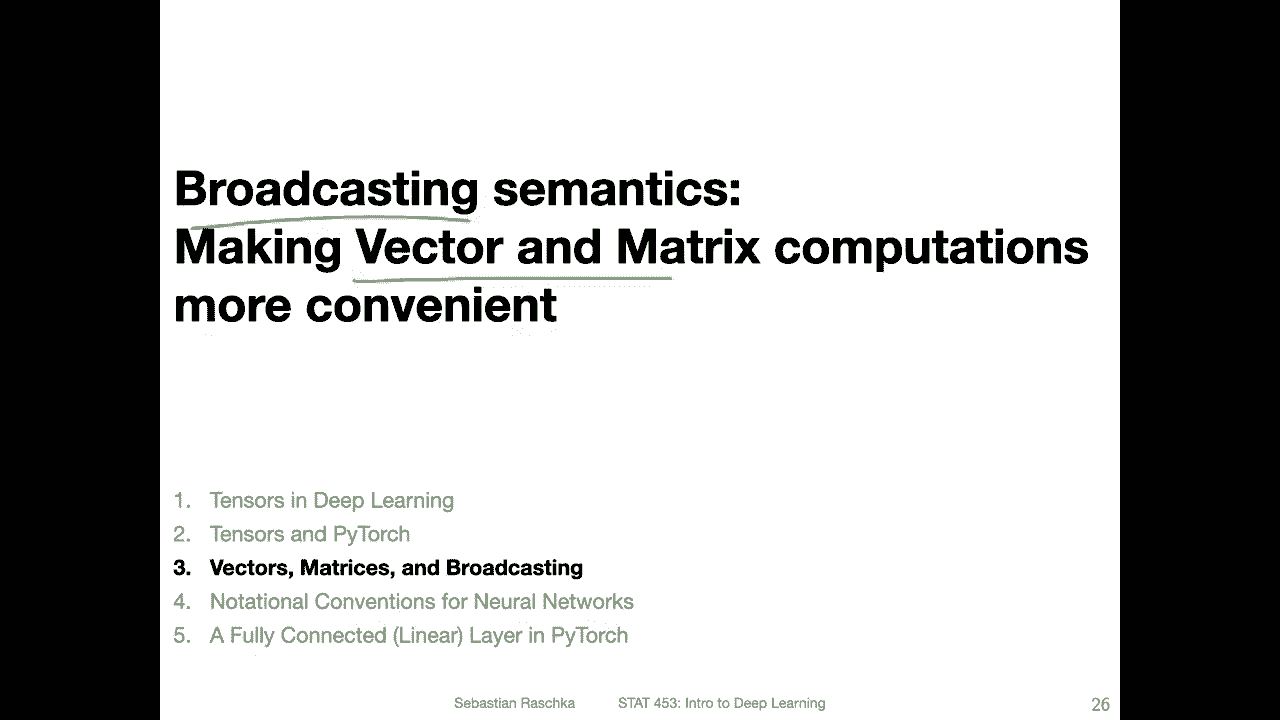 Broadcasting semantics:
Making Vector and Matrix computations
more convenient
1. Tensors in Deep Learning
2. Tensors and PyTorch
3. Vectors, Matrices, and Broadcasting
4. Notational Conventions for Neural Networks
5. A Fully Connected (Linear) Layer in PyTorch
Sebastian Raschka STAT 453: Intro to Deep Learning 26